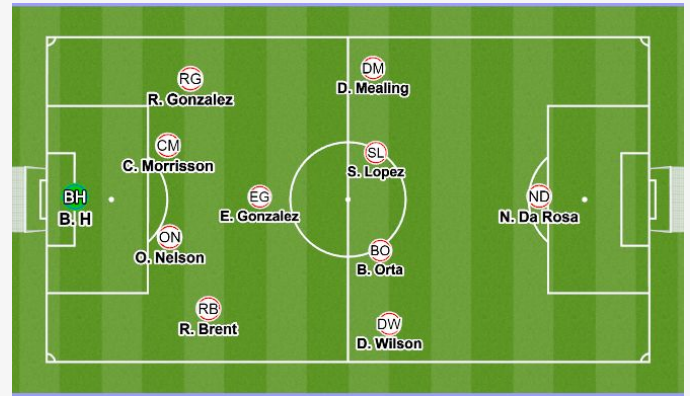 RG
R. Gonzalez
CM
C. Morrisson
BH
B. H
ON
O. Nelson
RB
R. Brent
EG
E. Gonzalez
DM
D. Mealing
SL
S. Lopez
BO
B. Orta
DW
D. Wilson
ND
N. Da Rosa